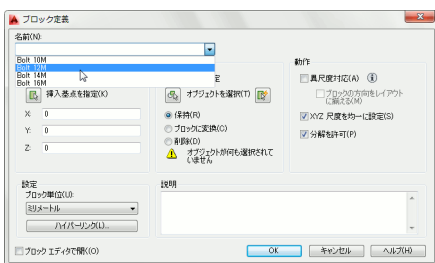 ブロック定義
名前(N):
Bolt 10M
Bolt 12M
Bolt 14M
Bolt 16M
動作
挿入基点を指定(K)
オブジェクトを選択(T)
異尺度対応(A)
ブロックの方向をレイアウト
に揃える(M)
X: 0
Y: 0
Z: 0
保持(R)
ブロックに変換(C)
削除(D)
オブジェクトが何も選択されて
いません
XYZ 尺度を均一に設定(S)
分解を許可(P)
設定
ブロック単位(U):
ミリメートル
ハイパーリンク(L)...
説明
ブロック エディタで開く(O)
OK
キャンセル
ヘルプ(H)